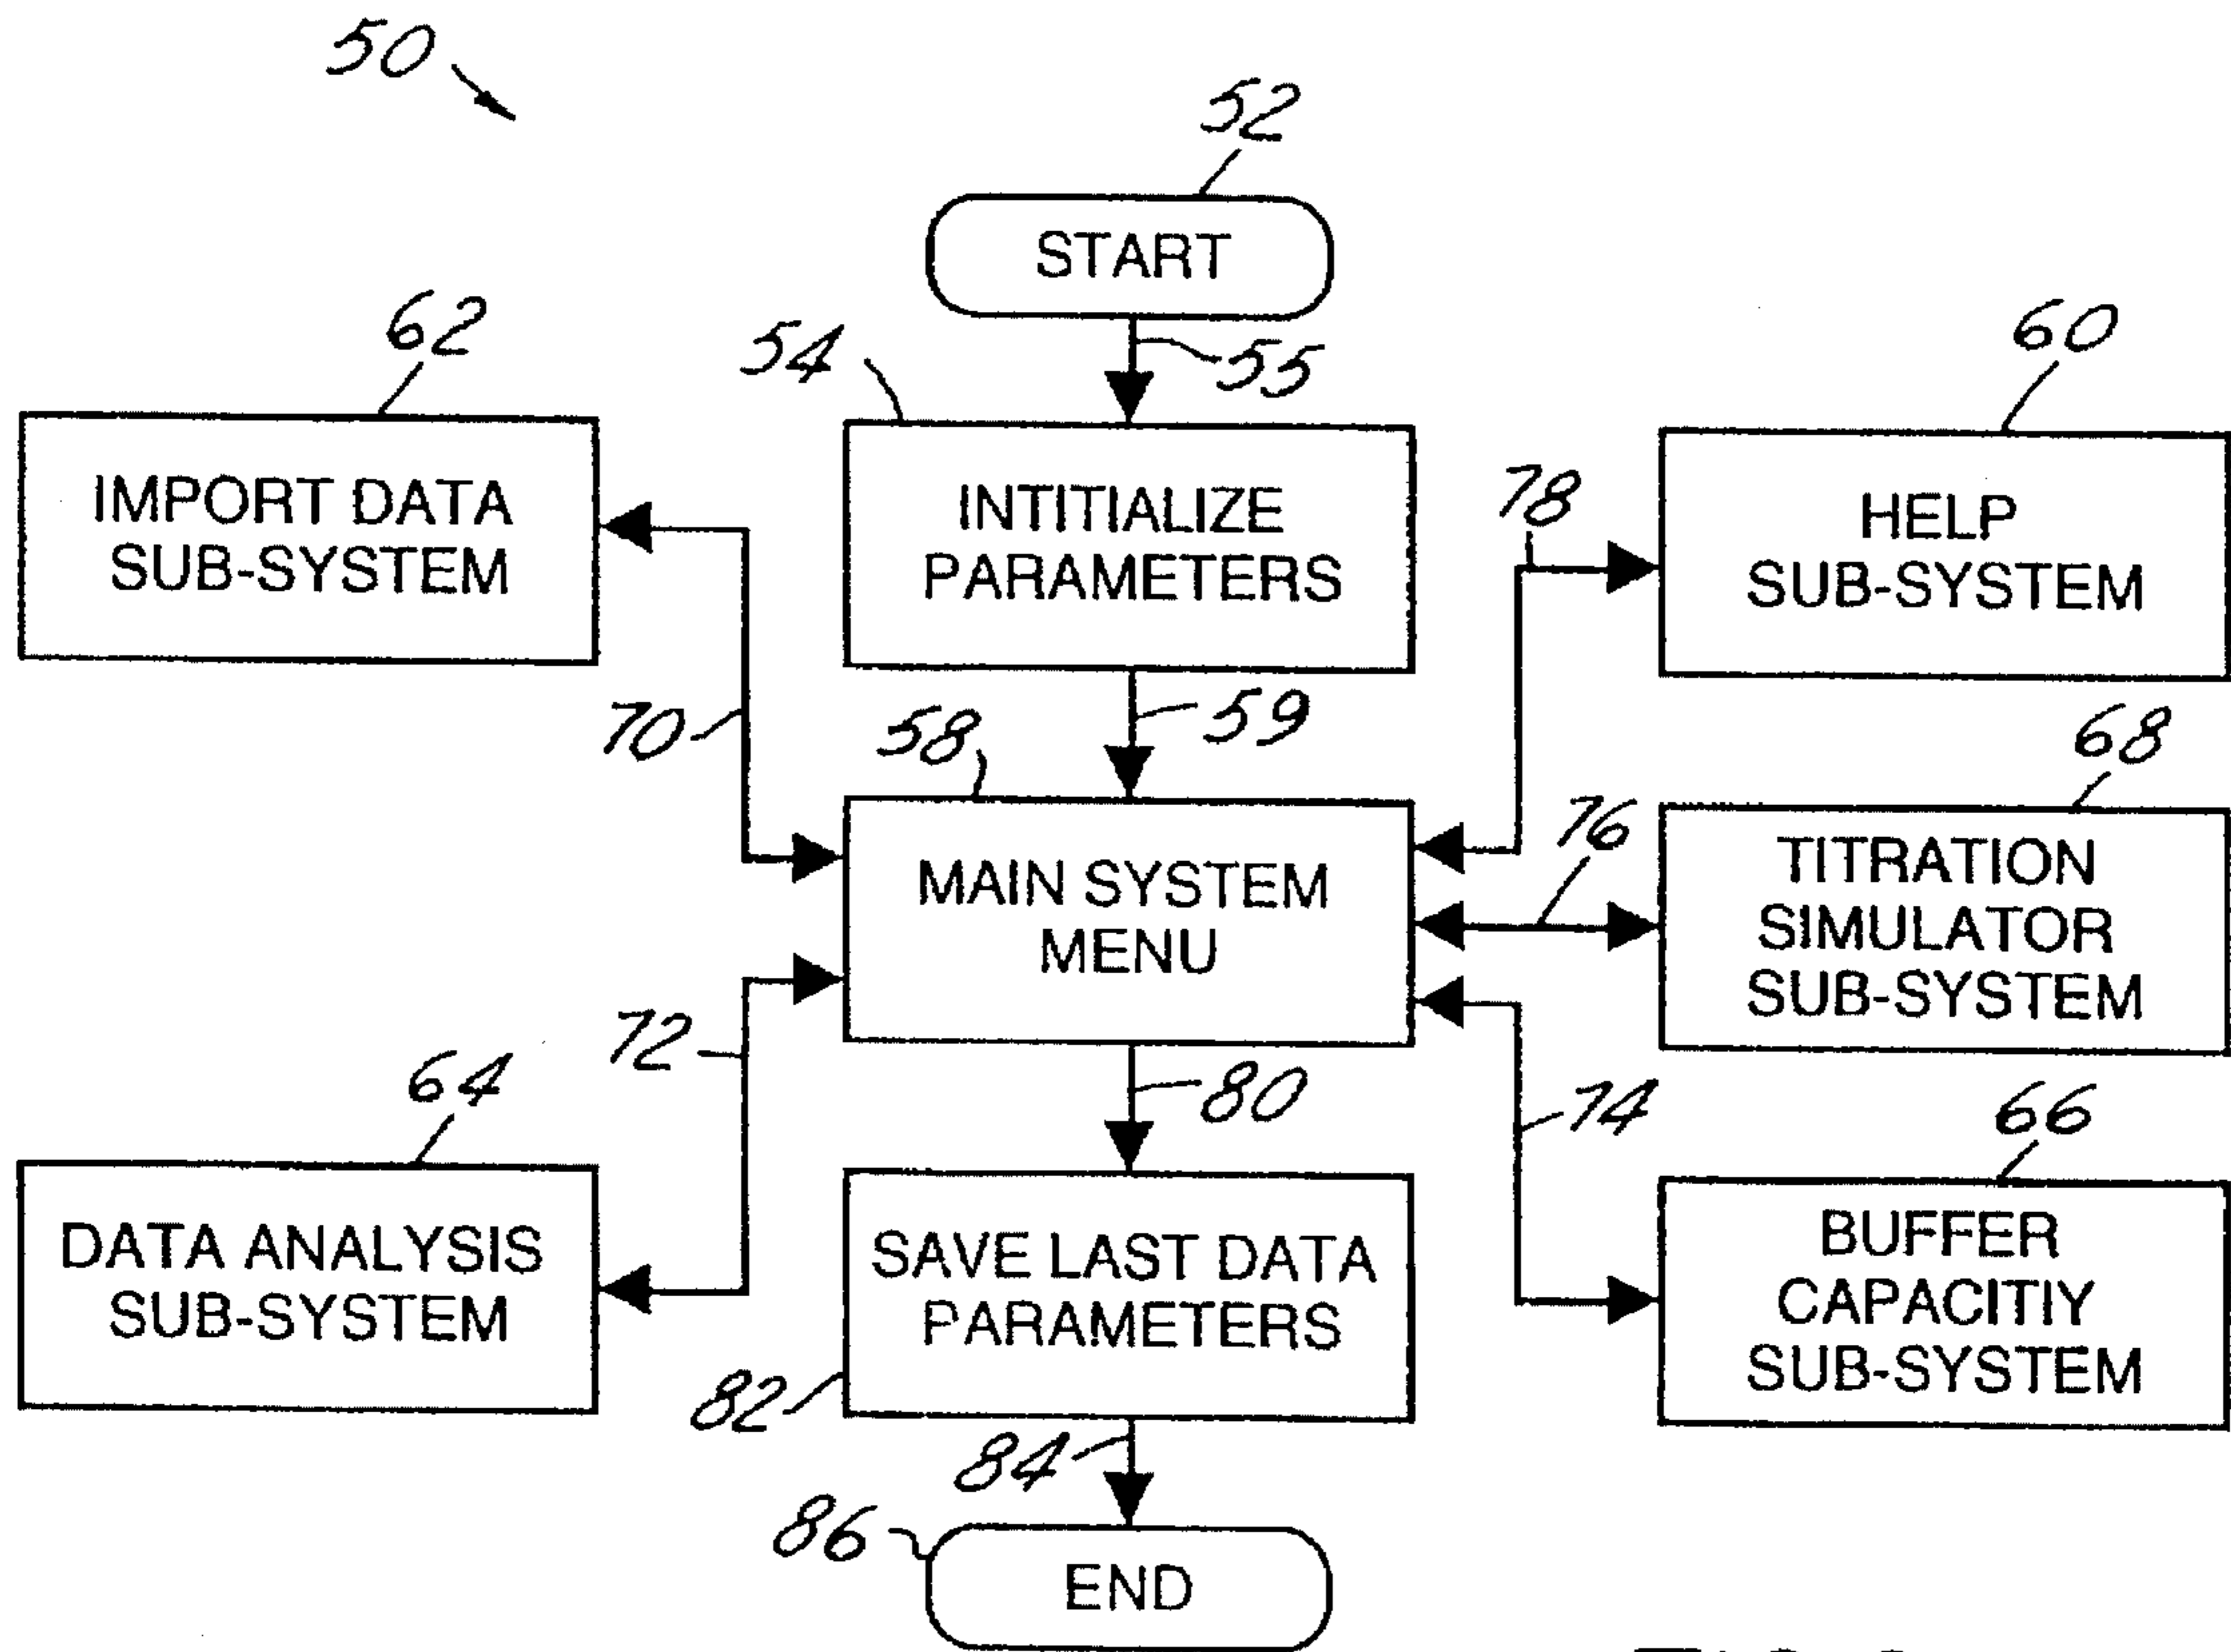 50
52
START
62
54
55
60
IMPORT DATA
SUB-SYSTEM
INTITIALIZE
PARAMETERS
78
HELP
SUB-SYSTEM
70
58
59
68
MAIN SYSTEM
MENU
76
TITRATION
SIMULATOR
SUB-SYSTEM
72
64
80
74
66
DATA ANALYSIS
SUB-SYSTEM
SAVE LAST DATA
PARAMETERS
BUFFER
CAPACITIY
SUB-SYSTEM
82
84
86
END